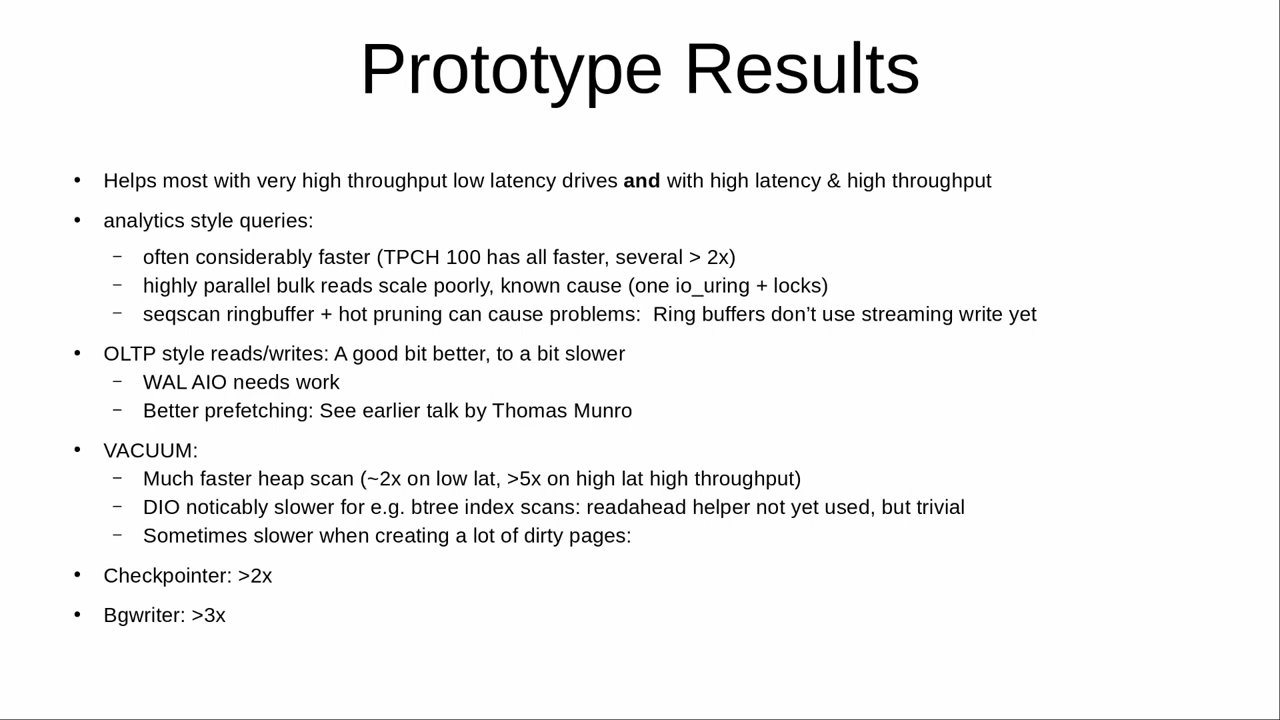 Prototype Results
• Helps most with very high throughput low latency drives and with high latency & high throughput
• analytics style queries:
– often considerably faster (TPCH 100 has all faster, several > 2x)
– highly parallel bulk reads scale poorly, known cause (one io_uring + locks)
– seqscan ringbuffer + hot pruning can cause problems:  Ring buffers don’t use streaming write yet
• OLTP style reads/writes: A good bit better, to a bit slower
– WAL AIO needs work
– Better prefetching: See earlier talk by Thomas Munro
• VACUUM:
– Much faster heap scan (~2x on low lat, >5x on high lat high throughput)
– DIO noticably slower for e.g. btree index scans: readahead helper not yet used, but trivial
– Sometimes slower when creating a lot of dirty pages:
• Checkpointer: >2x
• Bgwriter: >3x